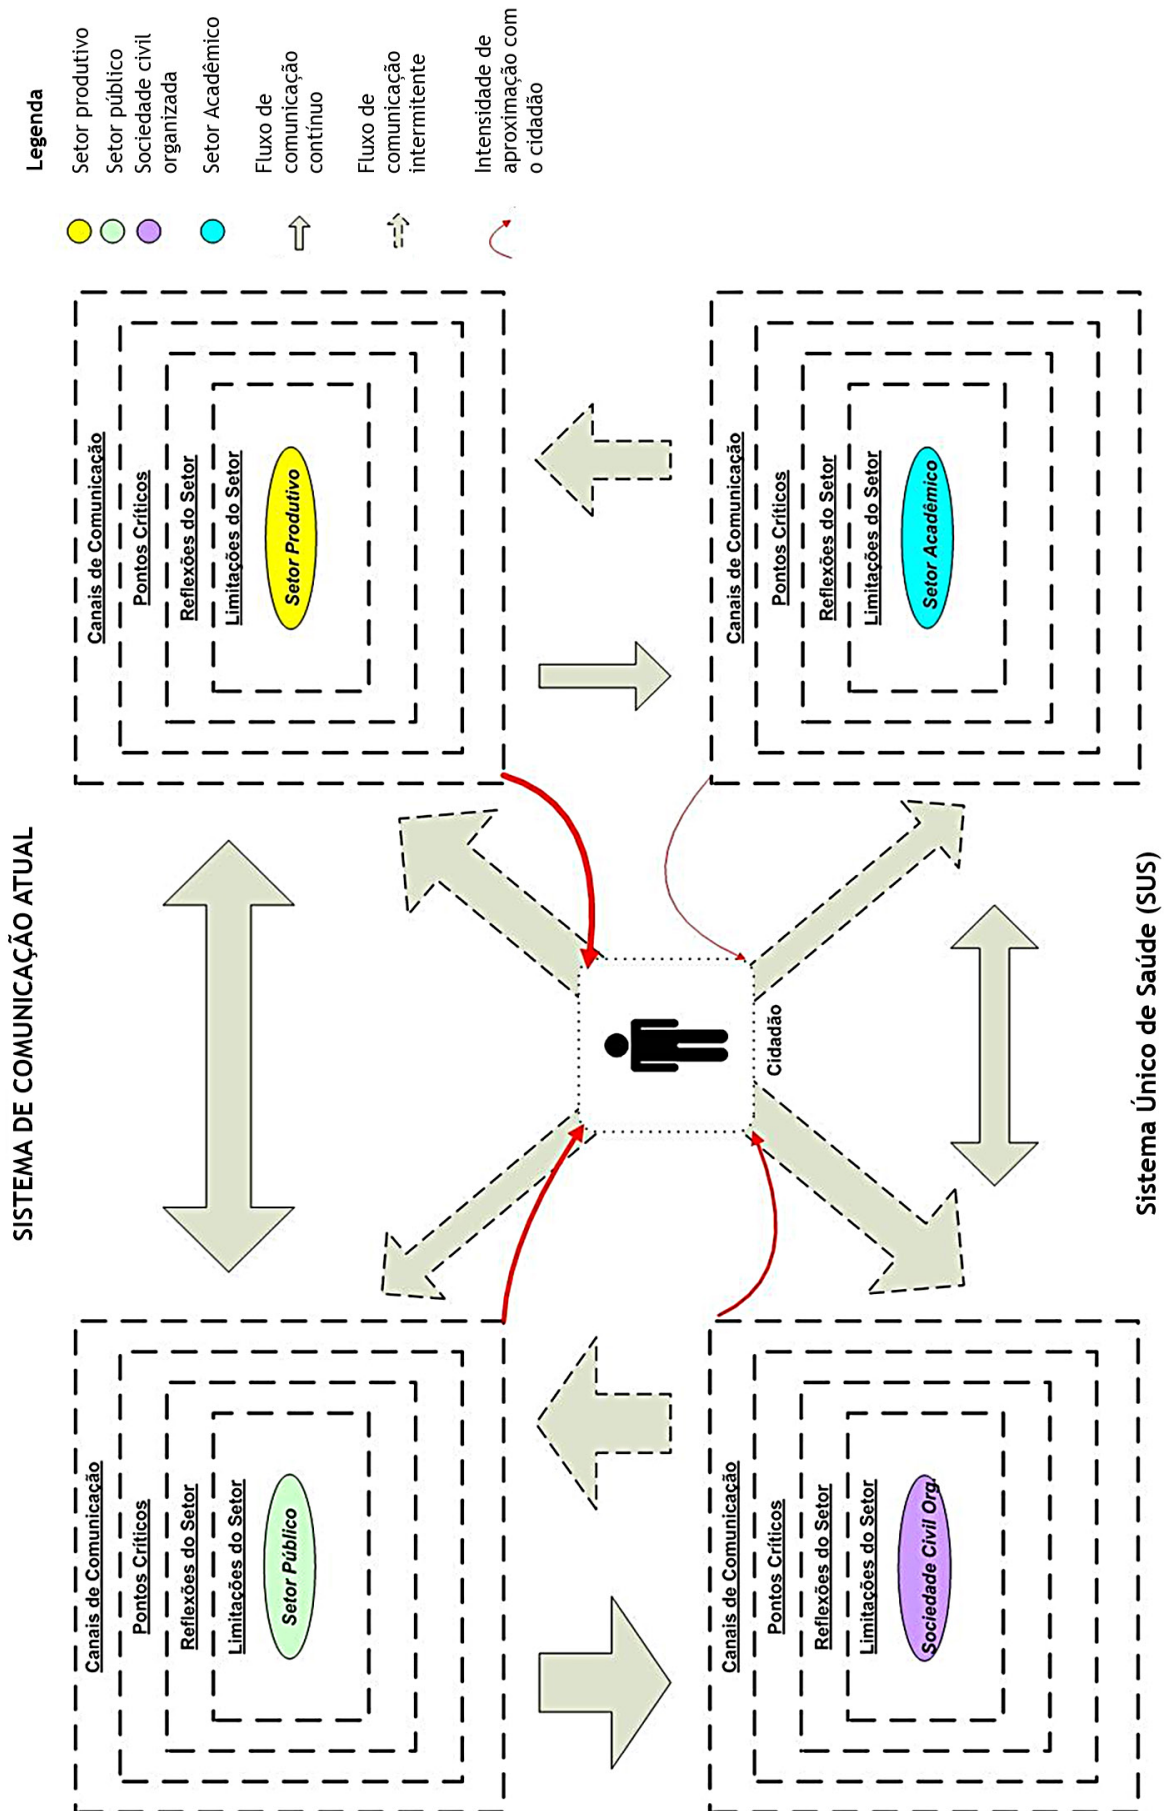 SISTEMA DE COMUNICAÇÃO ATUAL
Canais de Comunicação
Pontos Críticos
Reflexões do Setor
Limitações do Setor
Setor Público
Canais de Comunicação
Pontos Críticos
Reflexões do Setor
Limitações do Setor
Setor Produtivo
Legenda
Setor produtivo
Setor público
Sociedade civil
organizada
Setor Acadêmico
Fluxo de
comunicação
contínuo
Fluxo de
comunicação
intermitente
Intensidade de
aproximação com
o cidadão
Cidadão
Canais de Comunicação
Pontos Críticos
Reflexões do Setor
Limitações do Setor
Sociedade Civil Org.
Canais de Comunicação
Pontos Críticos
Reflexões do Setor
Limitações do Setor
Setor Acadêmico
Sistema Único de Saúde (SUS)